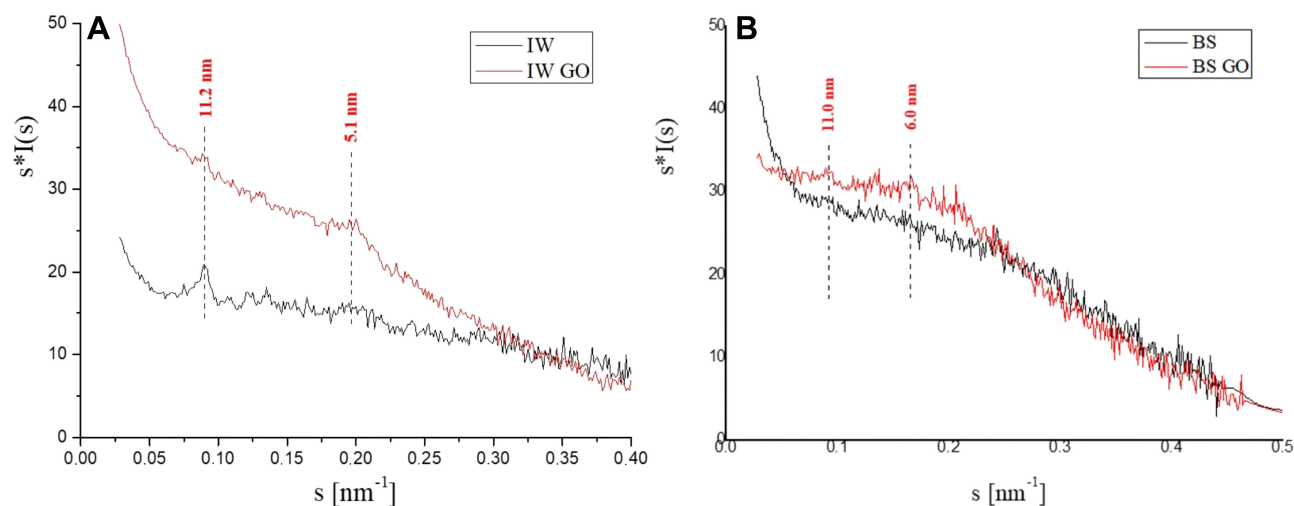 A
IW
IW GO
11.2 nm
5.1 nm
s*I(s)
50
40
30
20
10
0
0.00 0.05 0.10 0.15 0.20 0.25 0.30 0.35 0.40
s [nm-1]
B
BS
BS GO
11.0 nm
6.0 nm
s*I(s)
50
40
30
20
10
0
0.0 0.1 0.2 0.3 0.4 0.5
s [nm-1]